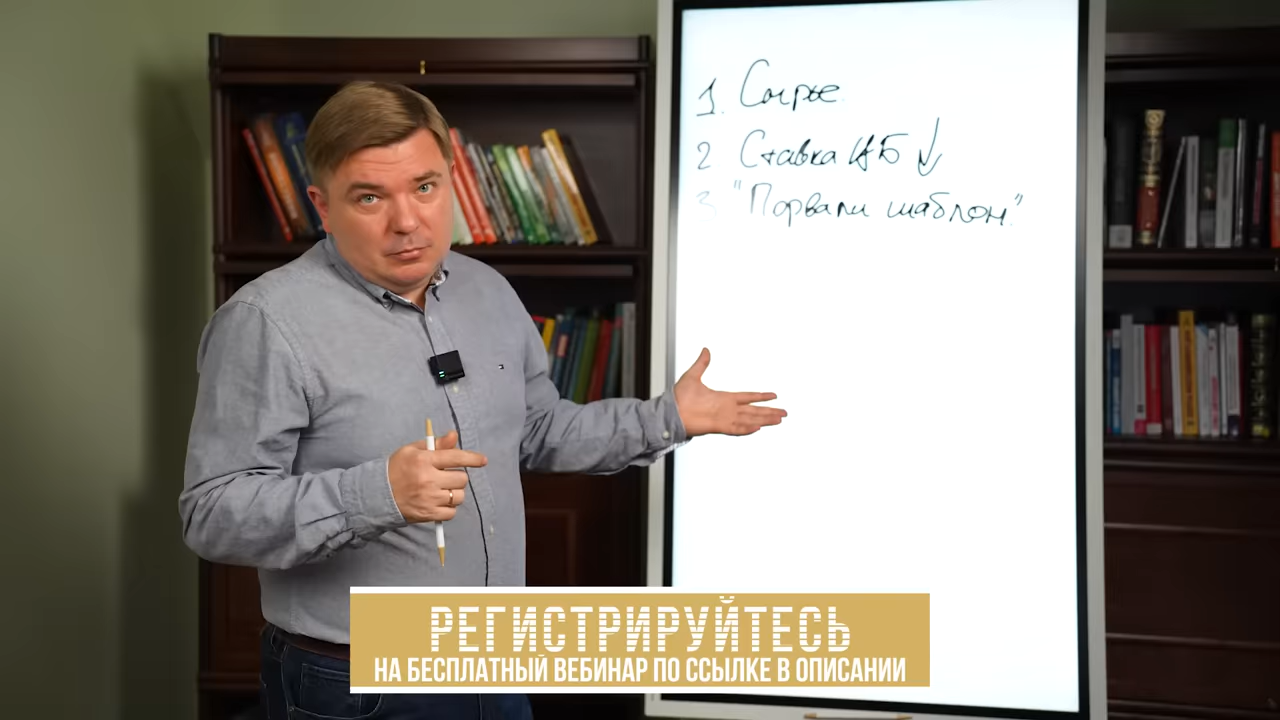 1. Сырье.
2 Ставка ЦБ ↓
3. "Порвали шаблон."
РЕГИСТРИРУЙТЕСЬ
НА БЕСПЛАТНЫЙ ВЕБИНАР ПО ССЫЛКЕ В ОПИСАНИИ